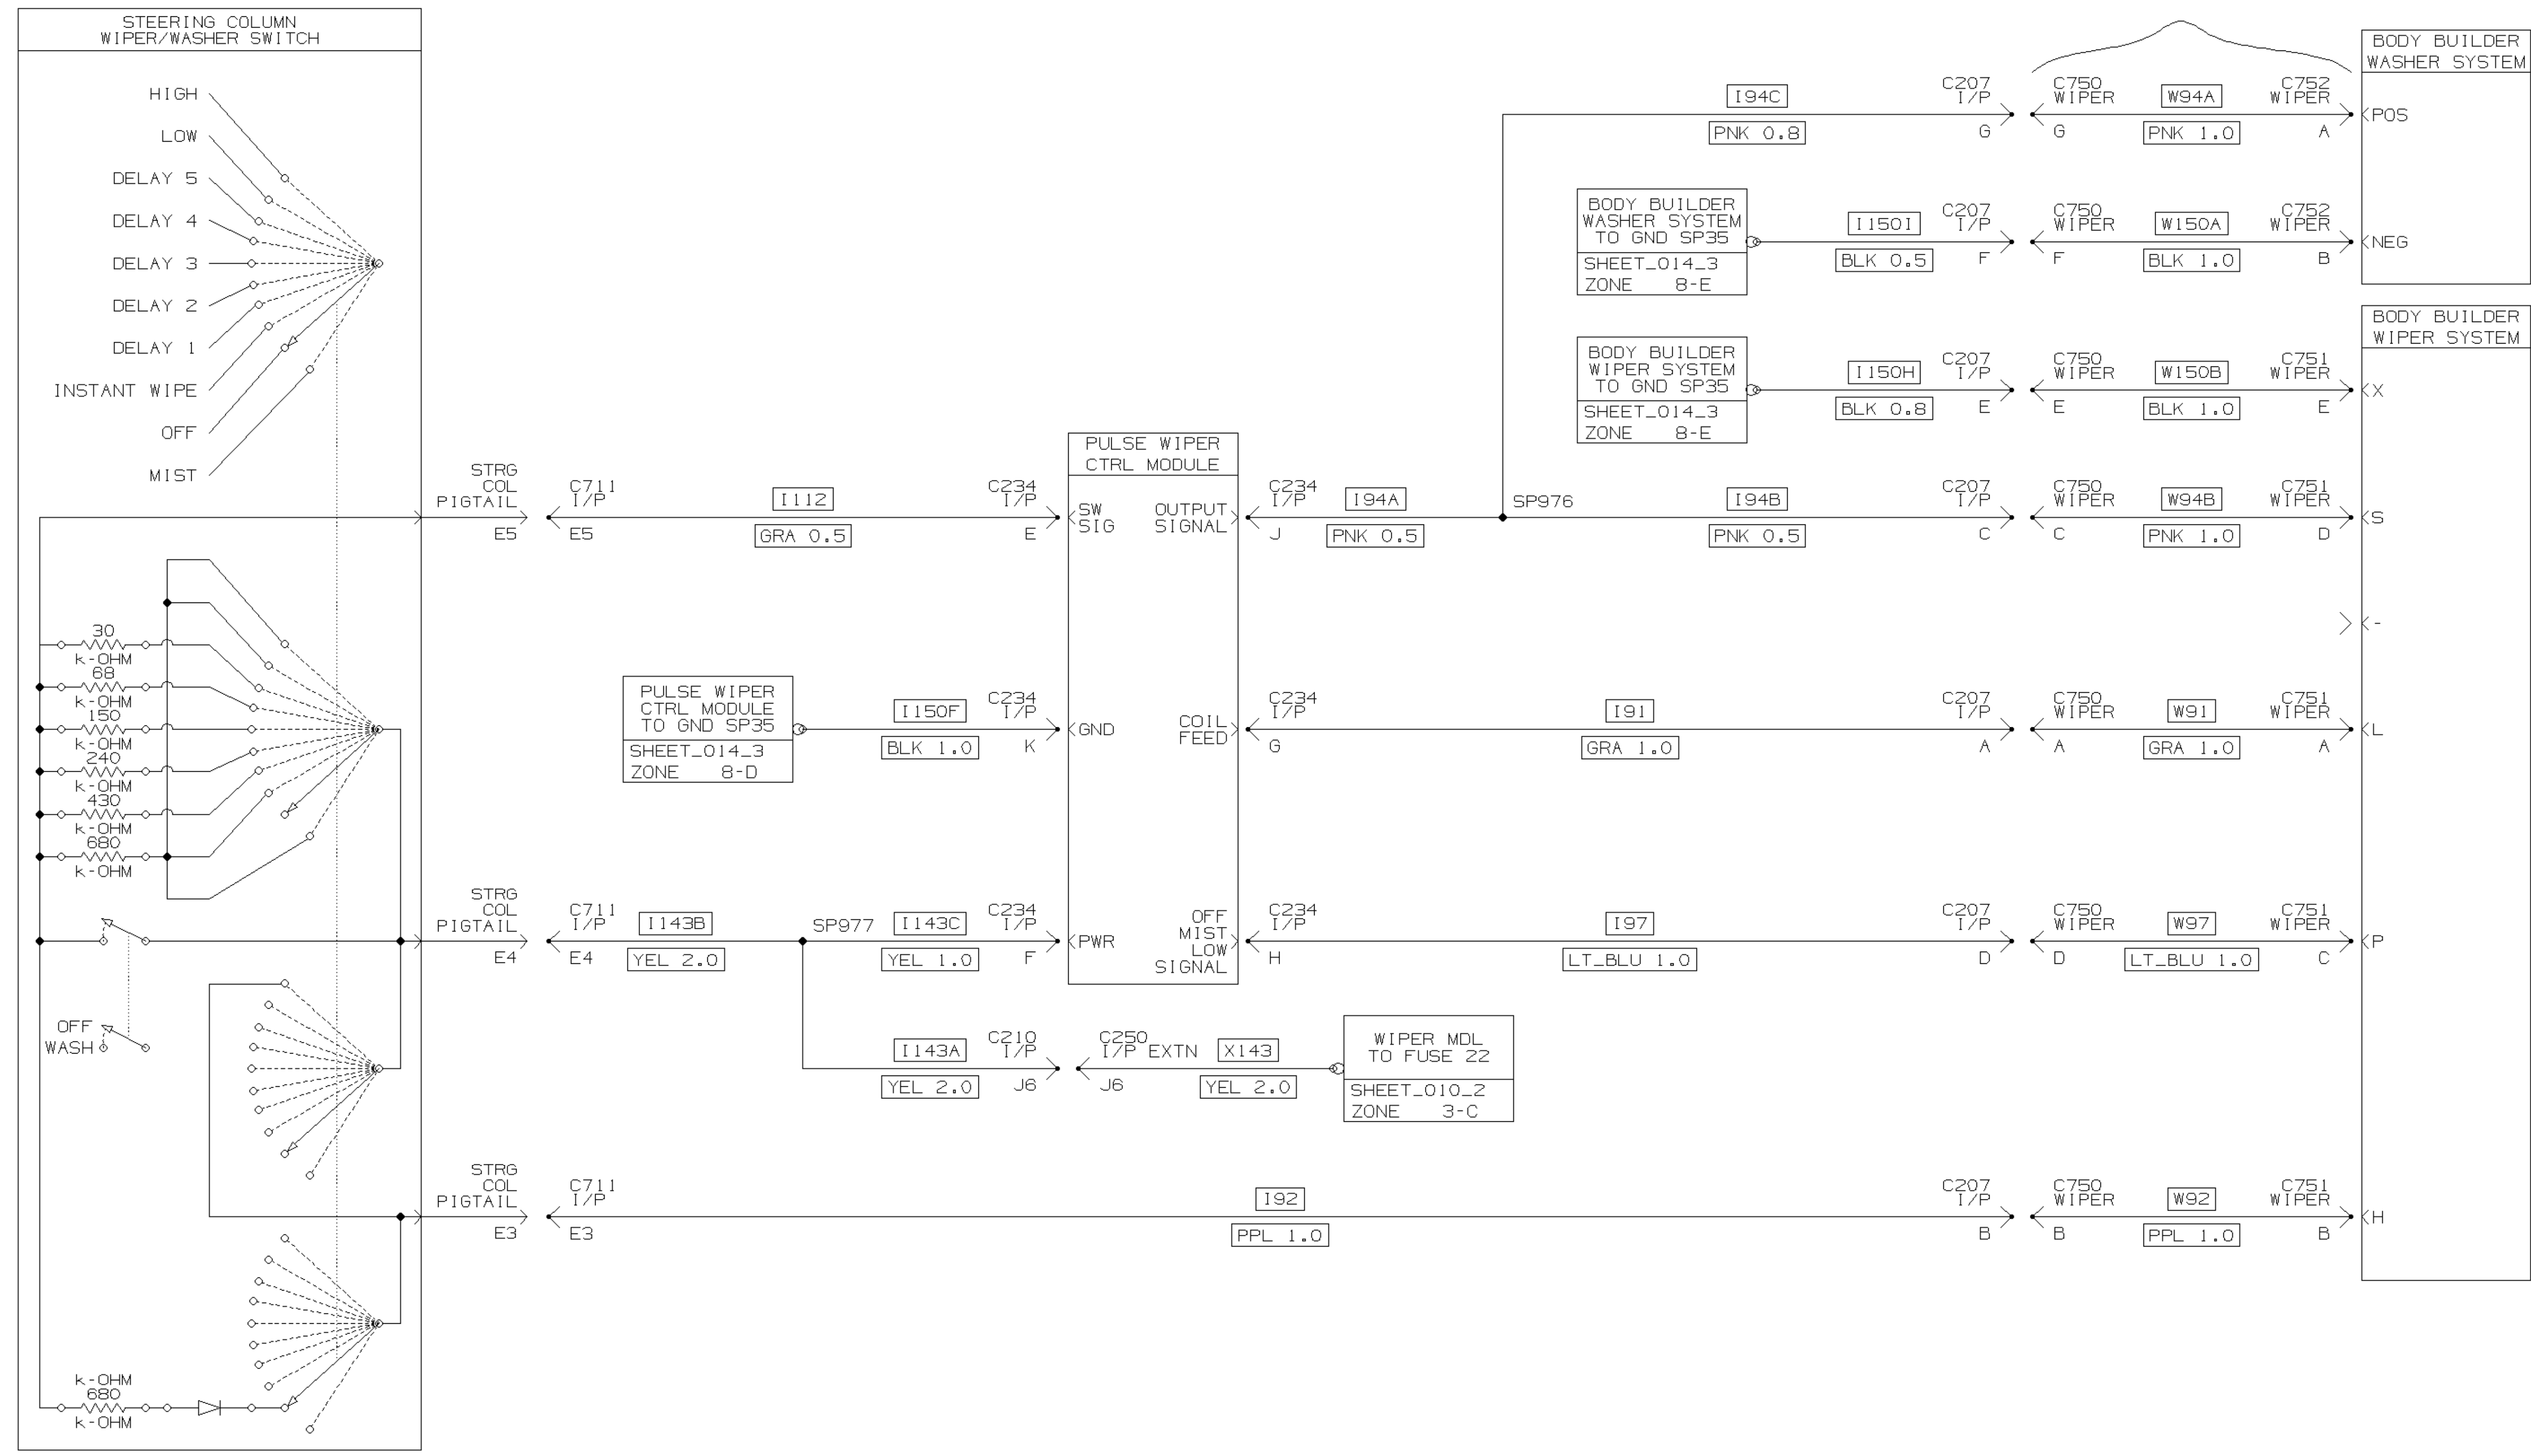 STEERING COLUMN
WIPER/WASHER SWITCH
HIGH
LOW
DELAY 5
DELAY 4
DELAY 3
DELAY 2
DELAY 1
INSTANT WIPE
OFF
MIST
30
k-OHM
68
k-OHM
150
k-OHM
240
k-OHM
430
k-OHM
680
k-OHM
OFF
WASH
k-OHM
680
k-OHM
STRG
COL
PIGTAIL
E5
C711
I/P
E5
I112
GRA 0.5
C234
I/P
E
PULSE WIPER
CTRL MODULE
SW
SIG
OUTPUT
SIGNAL
GND
COIL
FEED
PWR
OFF
MIST
LOW
SIGNAL
C234
I/P
J
I94A
PNK 0.5
SP976
I94B
PNK 0.5
C207
I/P
C
C750
WIPER
C
W94B
PNK 1.0
C751
WIPER
D
I94C
PNK 0.8
C207
I/P
G
C750
WIPER
G
W94A
PNK 1.0
C752
WIPER
A
BODY BUILDER
WASHER SYSTEM
POS
NEG
BODY BUILDER
WASHER SYSTEM
TO GND SP35
SHEET_014_3
ZONE 8-E
I150I
BLK 0.5
C207
I/P
F
C750
WIPER
F
W150A
BLK 1.0
C752
WIPER
B
BODY BUILDER
WIPER SYSTEM
TO GND SP35
SHEET_014_3
ZONE 8-E
I150H
BLK 0.8
C207
I/P
E
C750
WIPER
E
W150B
BLK 1.0
C751
WIPER
E
BODY BUILDER
WIPER SYSTEM
X
S
-
L
P
H
PULSE WIPER
CTRL MODULE
TO GND SP35
SHEET_014_3
ZONE 8-D
I150F
BLK 1.0
C234
I/P
K
C234
I/P
G
I91
GRA 1.0
C207
I/P
A
C750
WIPER
A
W91
GRA 1.0
C751
WIPER
A
STRG
COL
PIGTAIL
E4
C711
I/P
E4
I143B
YEL 2.0
SP977
I143C
YEL 1.0
C234
I/P
F
C234
I/P
H
I97
LT_BLU 1.0
C207
I/P
D
C750
WIPER
D
W97
LT_BLU 1.0
C751
WIPER
C
I143A
YEL 2.0
C210
I/P
J6
C250
I/P EXTN
J6
X143
YEL 2.0
WIPER MDL
TO FUSE 22
SHEET_010_2
ZONE 3-C
STRG
COL
PIGTAIL
E3
C711
I/P
E3
I92
PPL 1.0
C207
I/P
B
C750
WIPER
B
W92
PPL 1.0
C751
WIPER
B